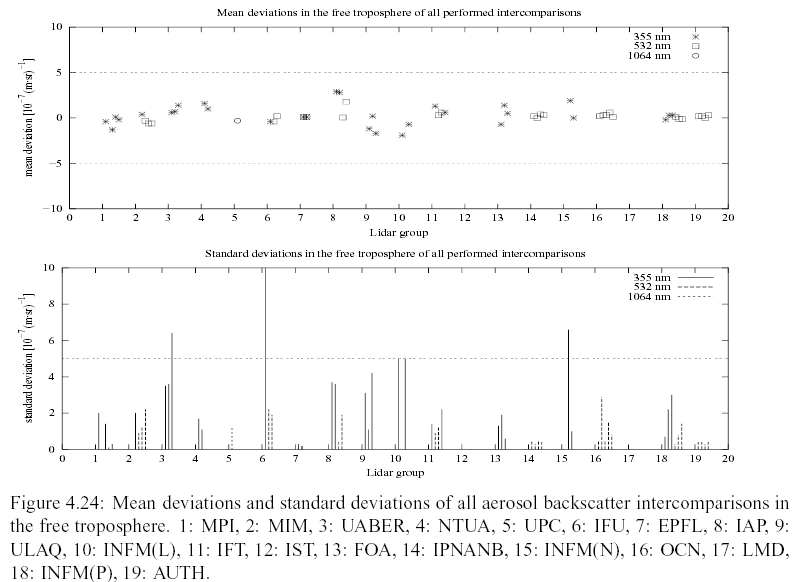 Mean deviations in the free troposphere of all performed intercomparisons
10
5
0
−5
−10
mean deviation [10^−7 (m·sr)^−1]
355 nm
532 nm
1064 nm
0 1 2 3 4 5 6 7 8 9 10 11 12 13 14 15 16 17 18 19 20
Lidar group
Standard deviations in the free troposphere of all performed intercomparisons
10
8
6
4
2
0
standard deviation [10^−7 (m·sr)^−1]
355 nm
532 nm
1064 nm
0 1 2 3 4 5 6 7 8 9 10 11 12 13 14 15 16 17 18 19 20
Lidar group
Figure 4.24: Mean deviations and standard deviations of all aerosol backscatter intercomparisons in
the free troposphere. 1: MPI, 2: MIM, 3: UABER, 4: NTUA, 5: UPC, 6: IFU, 7: EPFL, 8: IAP, 9:
ULAQ, 10: INFM(L), 11: IFT, 12: IST, 13: FOA, 14: IPNANB, 15: INFM(N), 16: OCN, 17: LMD,
18: INFM(P), 19: AUTH.